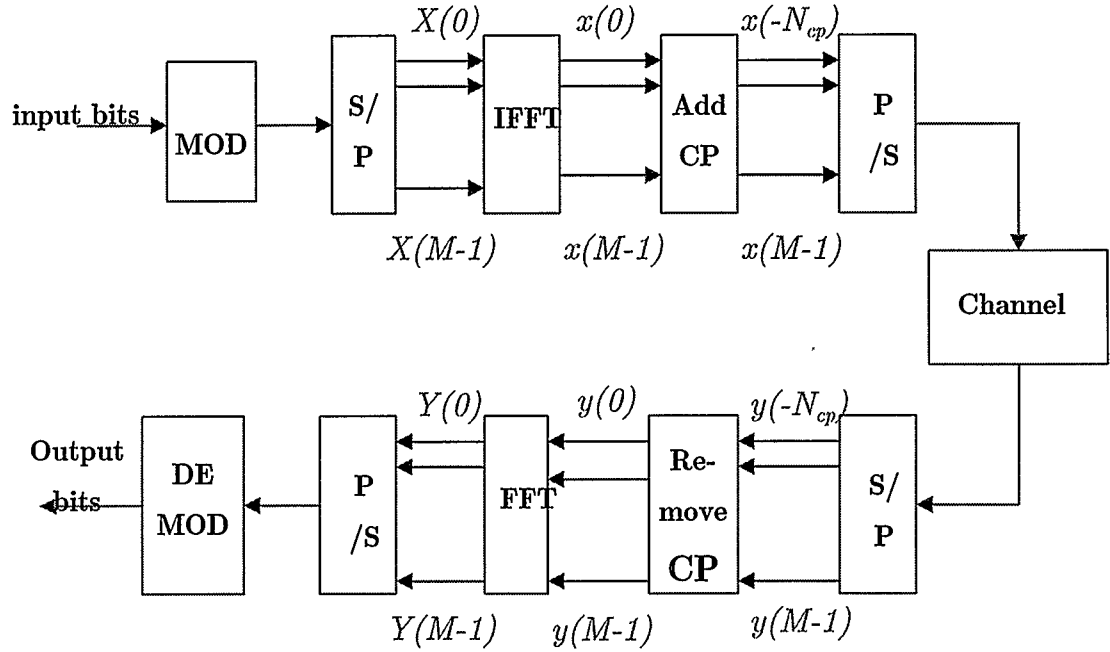 X(0) x(0) x(-N_cp)
input bits
MOD
S/
P
IFFT
Add
CP
P
/S
X(M-1) x(M-1) x(M-1)
Channel
Y(0) y(0) y(-N_cp)
Output
bits
DE
MOD
P
/S
FFT
Re-
move
CP
S/
P
Y(M-1) y(M-1) y(M-1)